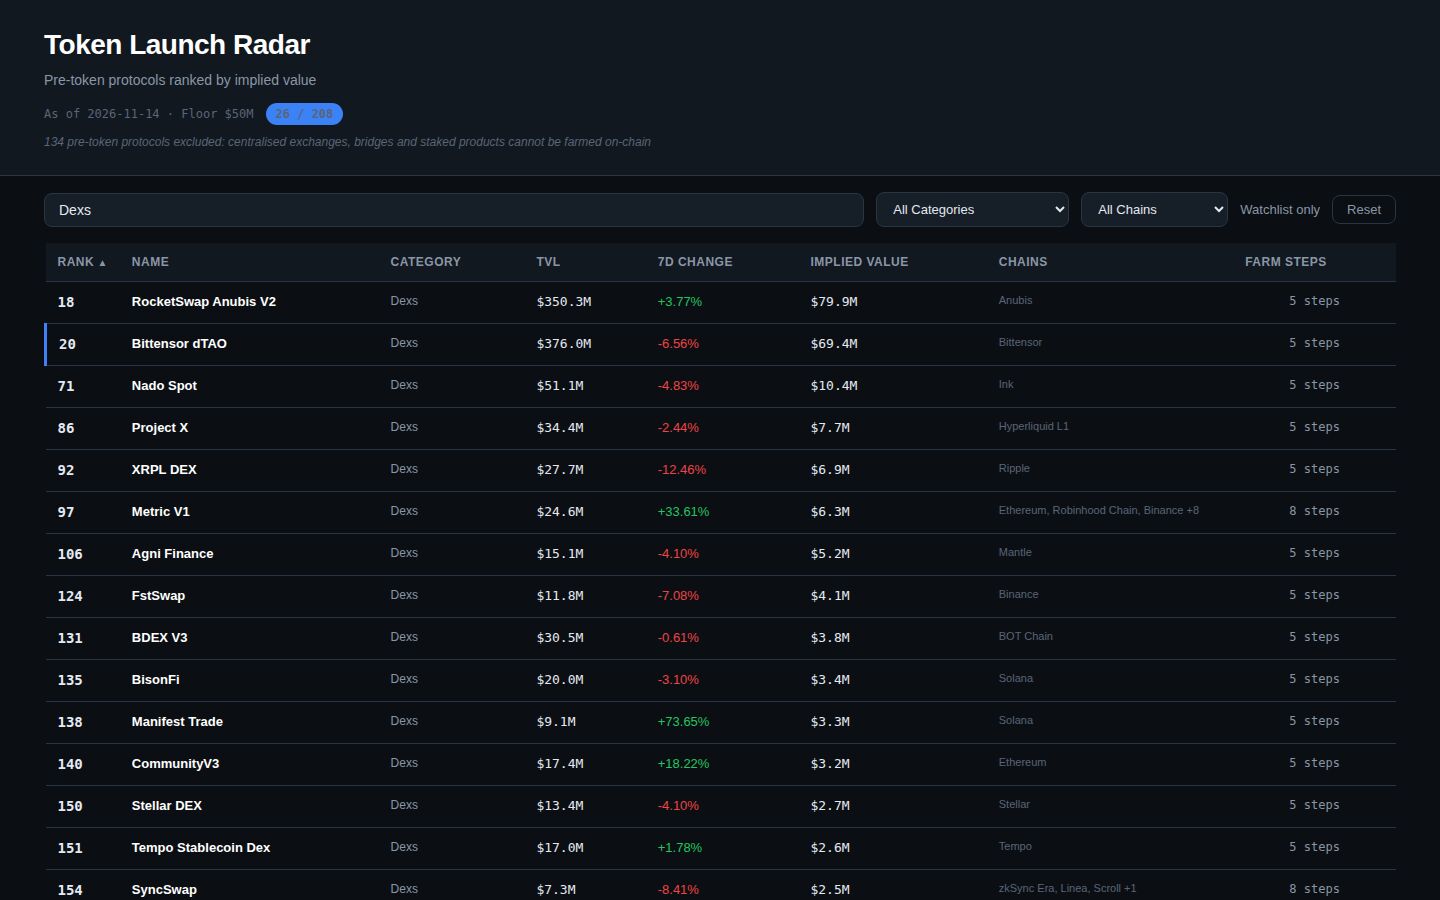 Token Launch Radar
Pre-token protocols ranked by implied value
As of 2026-11-14 · Floor $50M 26 / 208
134 pre-token protocols excluded: centralised exchanges, bridges and staked products cannot be farmed on-chain
Dexs All Categories All Chains Watchlist only Reset
RANK ▲ NAME CATEGORY TVL 7D CHANGE IMPLIED VALUE CHAINS FARM STEPS
18 RocketSwap Anubis V2 Dexs $350.3M +3.77% $79.9M Anubis 5 steps
20 Bittensor dTAO Dexs $376.0M -6.56% $69.4M Bittensor 5 steps
71 Nado Spot Dexs $51.1M -4.83% $10.4M Ink 5 steps
86 Project X Dexs $34.4M -2.44% $7.7M Hyperliquid L1 5 steps
92 XRPL DEX Dexs $27.7M -12.46% $6.9M Ripple 5 steps
97 Metric V1 Dexs $24.6M +33.61% $6.3M Ethereum, Robinhood Chain, Binance +8 8 steps
106 Agni Finance Dexs $15.1M -4.10% $5.2M Mantle 5 steps
124 FstSwap Dexs $11.8M -7.08% $4.1M Binance 5 steps
131 BDEX V3 Dexs $30.5M -0.61% $3.8M BOT Chain 5 steps
135 BisonFi Dexs $20.0M -3.10% $3.4M Solana 5 steps
138 Manifest Trade Dexs $9.1M +73.65% $3.3M Solana 5 steps
140 CommunityV3 Dexs $17.4M +18.22% $3.2M Ethereum 5 steps
150 Stellar DEX Dexs $13.4M -4.10% $2.7M Stellar 5 steps
151 Tempo Stablecoin Dex Dexs $17.0M +1.78% $2.6M Tempo 5 steps
154 SyncSwap Dexs $7.3M -8.41% $2.5M zkSync Era, Linea, Scroll +1 8 steps